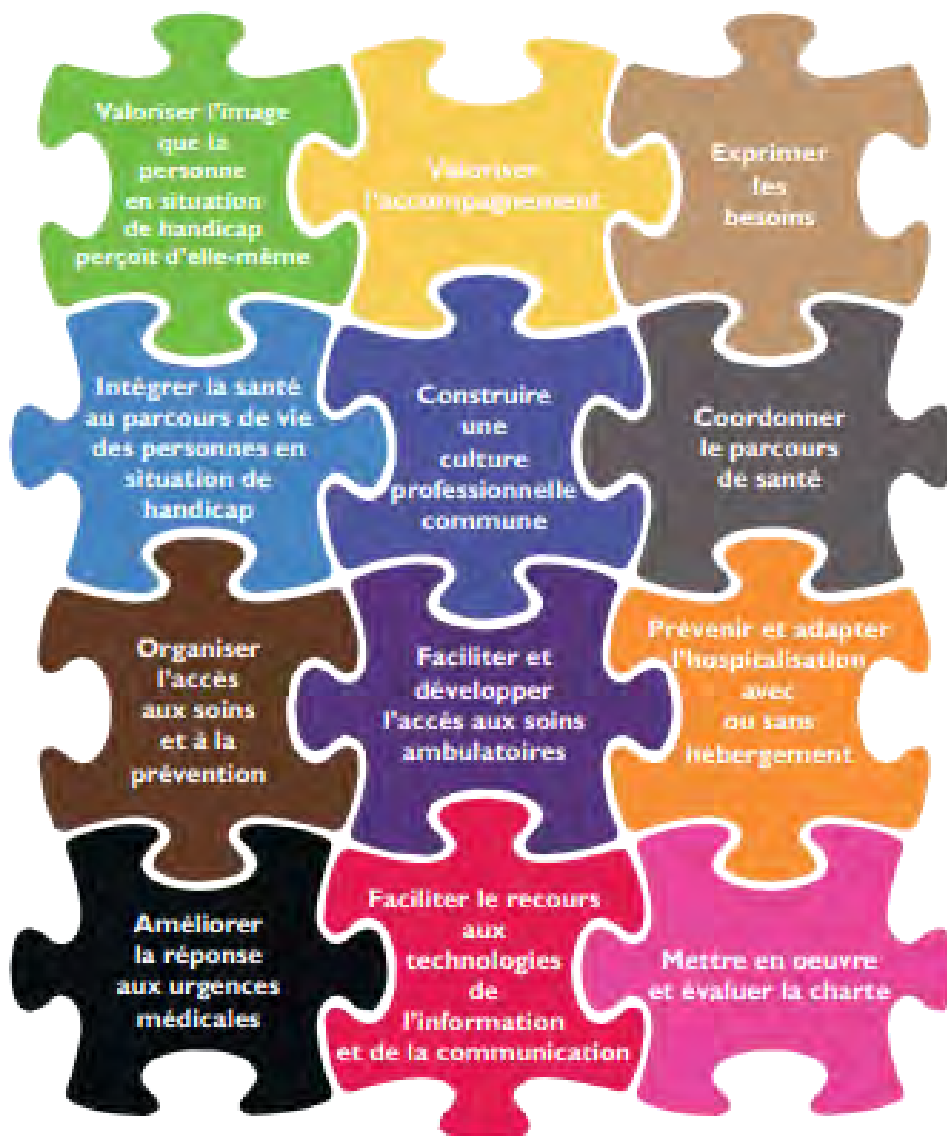 Valoriser l'image
que la
personne
en situation
de handicap
perçoit d'elle-même
Valoriser
l'accompagnement
Exprimer
les
besoins
Intégrer la santé
au parcours de vie
des personnes en
situation de
handicap
Construire
une
culture
professionnelle
commune
Coordonner
le parcours
de santé
Organiser
l'accès
aux soins
et à la
prévention
Faciliter et
développer
l'accès aux soins
ambulatoires
Prévenir et adapter
l'hospitalisation
avec
ou sans
hébergement
Améliorer
la réponse
aux urgences
médicales
Faciliter le recours
aux
technologies
de
l'information
et de la communication
Mettre en oeuvre
et évaluer la charte